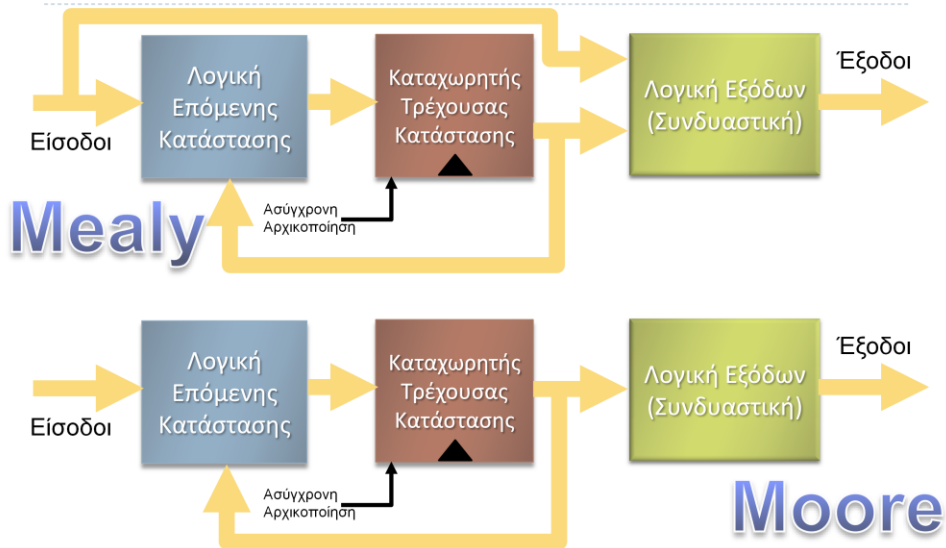 Λογική
Επόμενης
Κατάστασης
Καταχωρητής
Τρέχουσας
Κατάστασης
Λογική Εξόδων
(Συνδυαστική)
Έξοδοι
Είσοδοι
Ασύγχρονη
Αρχικοποίηση
Mealy
Λογική
Επόμενης
Κατάστασης
Καταχωρητής
Τρέχουσας
Κατάστασης
Λογική Εξόδων
(Συνδυαστική)
Έξοδοι
Είσοδοι
Ασύγχρονη
Αρχικοποίηση
Moore